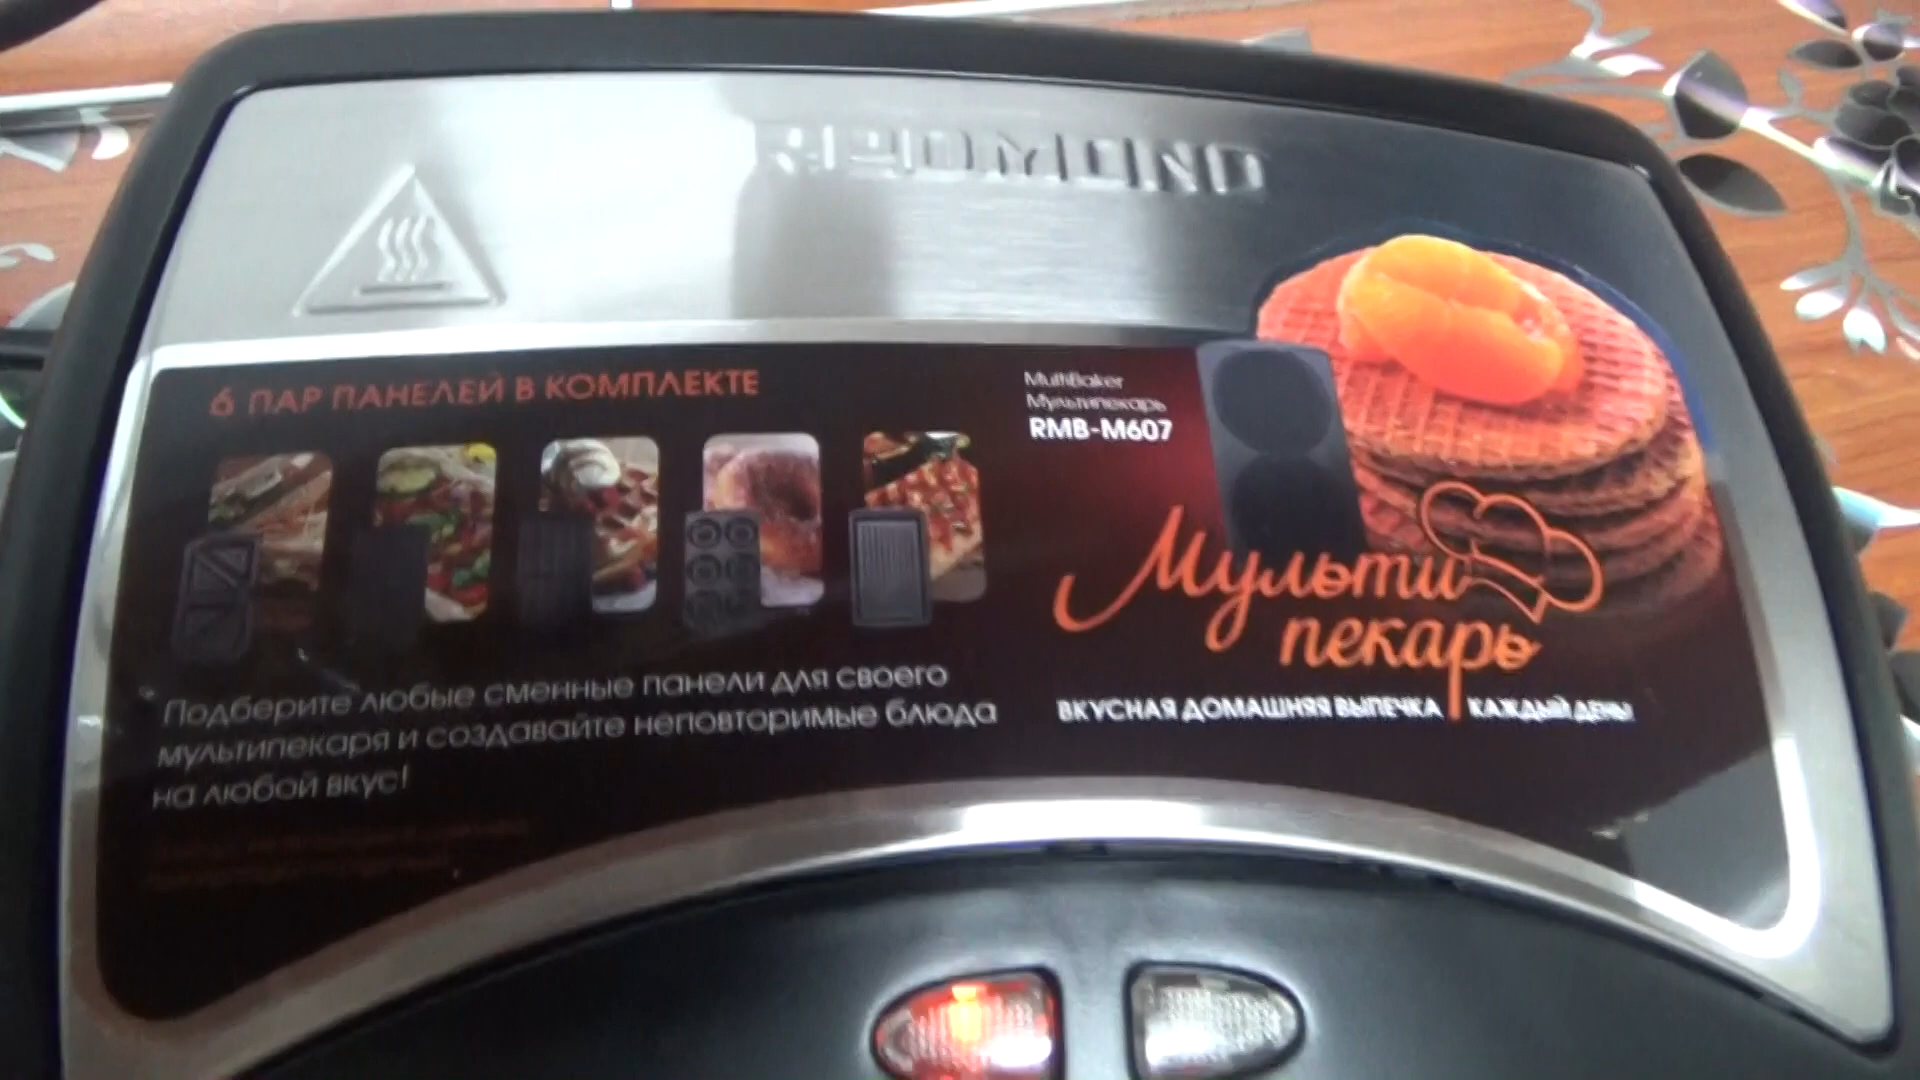 REDMOND
6 ПАР ПАНЕЛЕЙ В КОМПЛЕКТЕ
MultiBaker
Мультипекарь
RMB-M607
Мульти
пекарь
ВКУСНАЯ ДОМАШНЯЯ ВЫПЕЧКА КАЖДЫЙ ДЕНЬ
Подберите любые сменные панели для своего
мультипекаря и создавайте неповторимые блюда
на любой вкус!